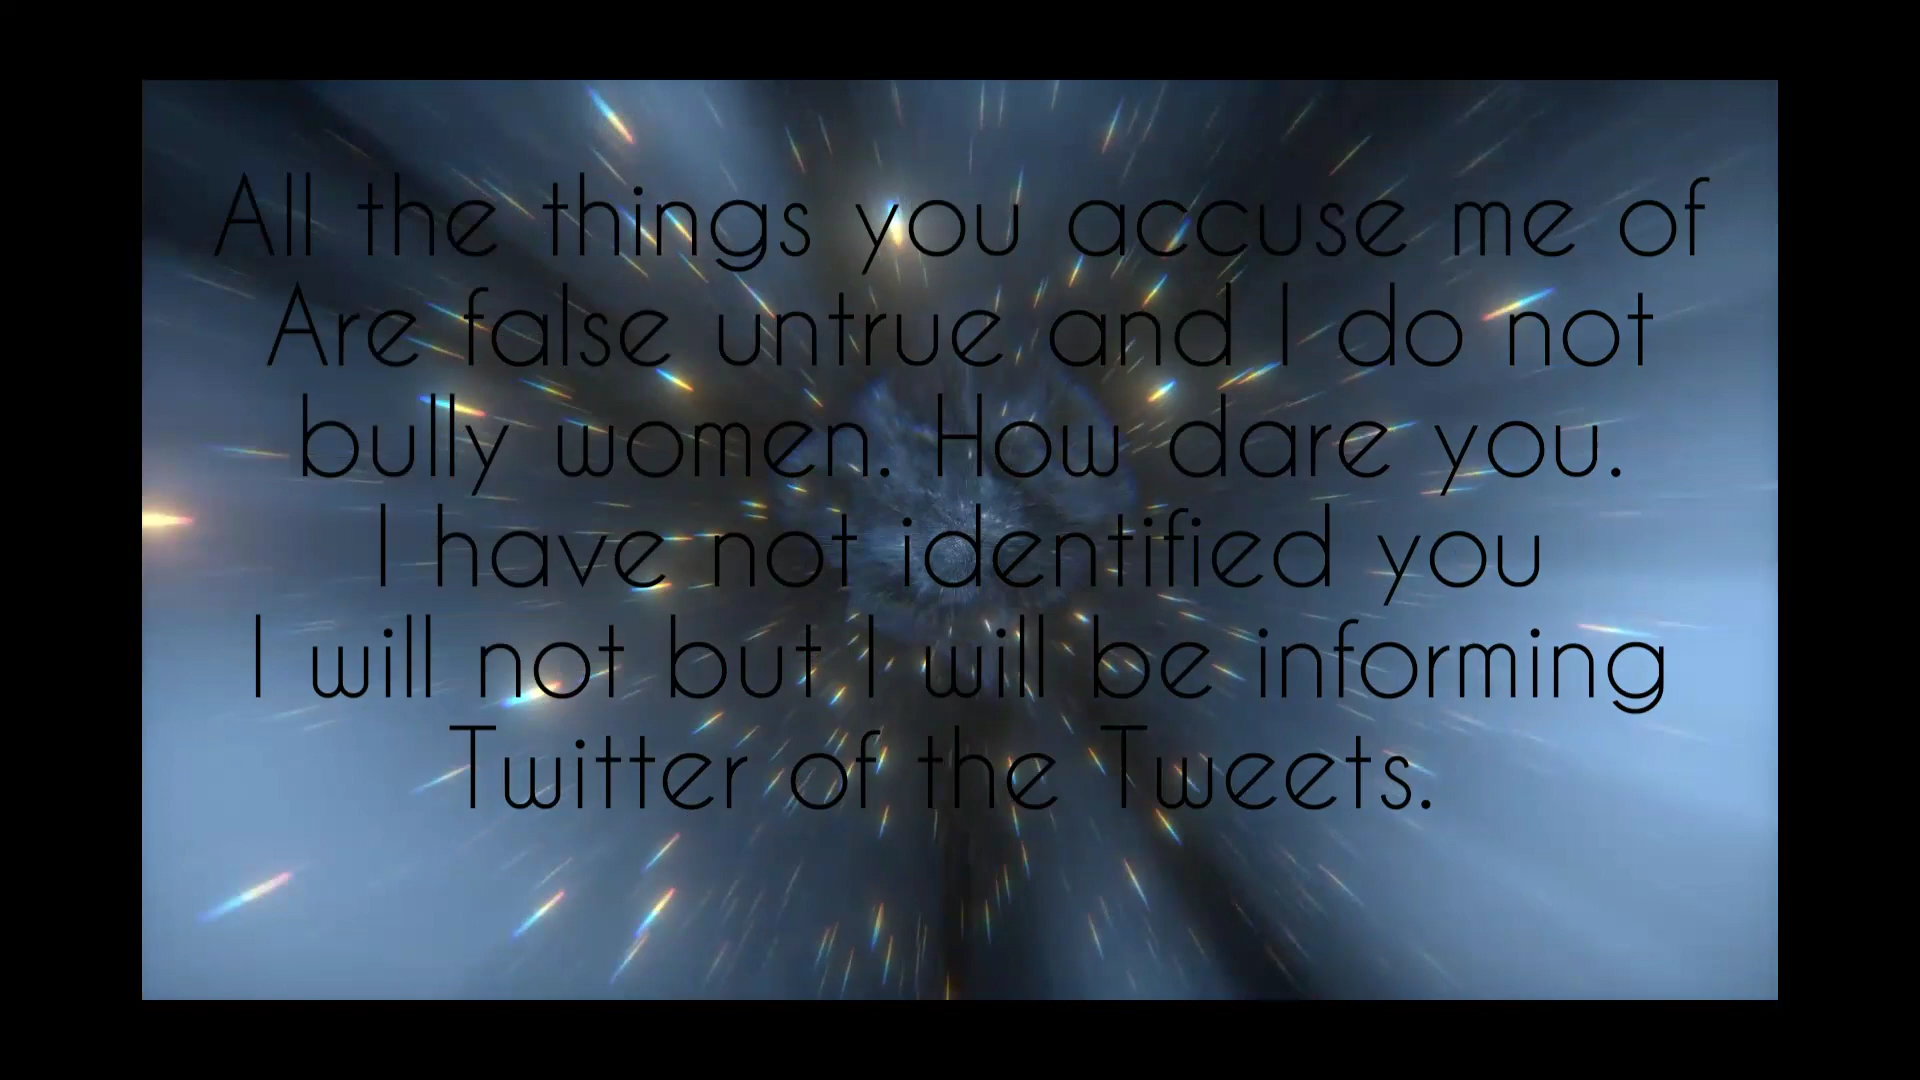 All the things you accuse me of
Are false untrue and I do not
bully women. How dare you.
I have not identified you
I will not but I will be informing
Twitter of the Tweets.